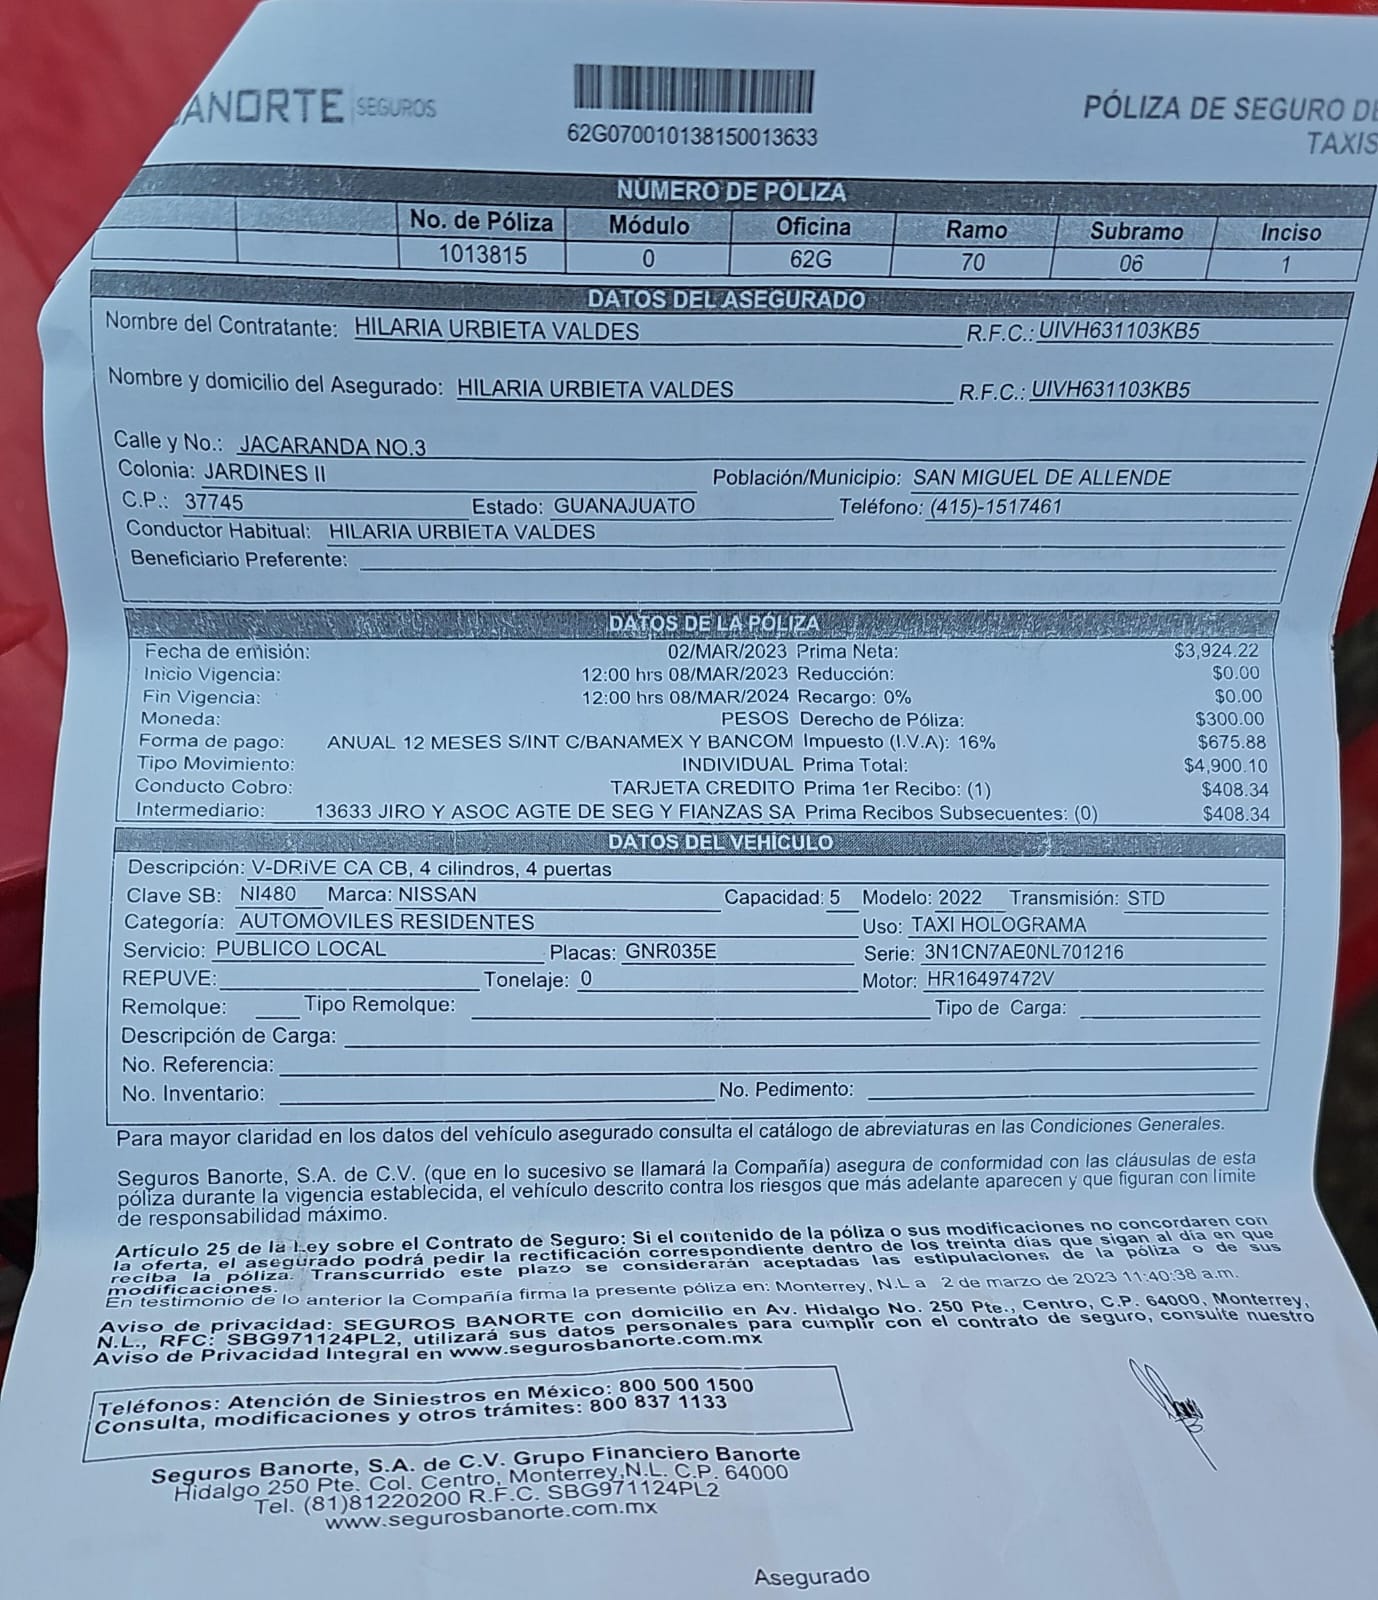 BANORTE SEGUROS
62G070010138150013633
PÓLIZA DE SEGURO DE
TAXIS
NÚMERO DE PÓLIZA
No. de Póliza Módulo Oficina Ramo Subramo Inciso
1013815 0 62G 70 06 1
DATOS DEL ASEGURADO
Nombre del Contratante: HILARIA URBIETA VALDES R.F.C.: UIVH631103KB5
Nombre y domicilio del Asegurado: HILARIA URBIETA VALDES R.F.C.: UIVH631103KB5
Calle y No.: JACARANDA NO.3
Colonia: JARDINES II Población/Municipio: SAN MIGUEL DE ALLENDE
C.P.: 37745 Estado: GUANAJUATO Teléfono: (415)-1517461
Conductor Habitual: HILARIA URBIETA VALDES
Beneficiario Preferente:
DATOS DE LA PÓLIZA
Fecha de emisión: 02/MAR/2023 Prima Neta: $3,924.22
Inicio Vigencia: 12:00 hrs 08/MAR/2023 Reducción: $0.00
Fin Vigencia: 12:00 hrs 08/MAR/2024 Recargo: 0% $0.00
Moneda: PESOS Derecho de Póliza: $300.00
Forma de pago: ANUAL 12 MESES S/INT C/BANAMEX Y BANCOM Impuesto (I.V.A): 16% $675.88
Tipo Movimiento: INDIVIDUAL Prima Total: $4,900.10
Conducto Cobro: TARJETA CREDITO Prima 1er Recibo: (1) $408.34
Intermediario: 13633 JIRO Y ASOC AGTE DE SEG Y FIANZAS SA Prima Recibos Subsecuentes: (0) $408.34
DATOS DEL VEHÍCULO
Descripción: V-DRIVE CA CB, 4 cilindros, 4 puertas
Clave SB: NI480 Marca: NISSAN Capacidad: 5 Modelo: 2022 Transmisión: STD
Categoría: AUTOMOVILES RESIDENTES Uso: TAXI HOLOGRAMA
Servicio: PUBLICO LOCAL Placas: GNR035E Serie: 3N1CN7AE0NL701216
REPUVE: Tonelaje: 0 Motor: HR16497472V
Remolque: Tipo Remolque: Tipo de Carga:
Descripción de Carga:
No. Referencia:
No. Inventario: No. Pedimento:
Para mayor claridad en los datos del vehículo asegurado consulta el catálogo de abreviaturas en las Condiciones Generales.
Seguros Banorte, S.A. de C.V. (que en lo sucesivo se llamará la Compañía) asegura de conformidad con las cláusulas de esta
póliza durante la vigencia establecida, el vehículo descrito contra los riesgos que más adelante aparecen y que figuran con límite
de responsabilidad máximo.
Artículo 25 de la Ley sobre el Contrato de Seguro: Si el contenido de la póliza o sus modificaciones no concordaren con
la oferta, el asegurado podrá pedir la rectificación correspondiente dentro de los treinta días que sigan al día en que
reciba la póliza. Transcurrido este plazo se considerarán aceptadas las estipulaciones de la póliza o de sus
modificaciones.
En testimonio de lo anterior la Compañía firma la presente póliza en: Monterrey, N.L a 2 de marzo de 2023 11:40:38 a.m.
Aviso de privacidad: SEGUROS BANORTE con domicilio en Av. Hidalgo No. 250 Pte., Centro, C.P. 64000, Monterrey,
N.L., RFC: SBG971124PL2, utilizará sus datos personales para cumplir con el contrato de seguro, consulte nuestro
Aviso de Privacidad Integral en www.segurosbanorte.com.mx
Teléfonos: Atención de Siniestros en México: 800 500 1500
Consulta, modificaciones y otros trámites: 800 837 1133
Seguros Banorte, S.A. de C.V. Grupo Financiero Banorte
Hidalgo 250 Pte. Col. Centro, Monterrey,N.L. C.P. 64000
Tel. (81)81220200 R.F.C. SBG971124PL2
www.segurosbanorte.com.mx
Asegurado